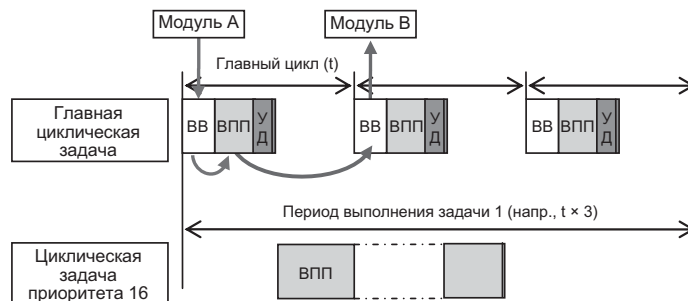 Модуль A
Модуль B
Главный цикл (t)
Главная
циклическая
задача
ВВ
ВПП
У
Д
ВВ
ВПП
У
Д
ВВ
ВПП
У
Д
Период выполнения задачи 1 (напр., t × 3)
Циклическая
задача
приоритета 16
ВПП